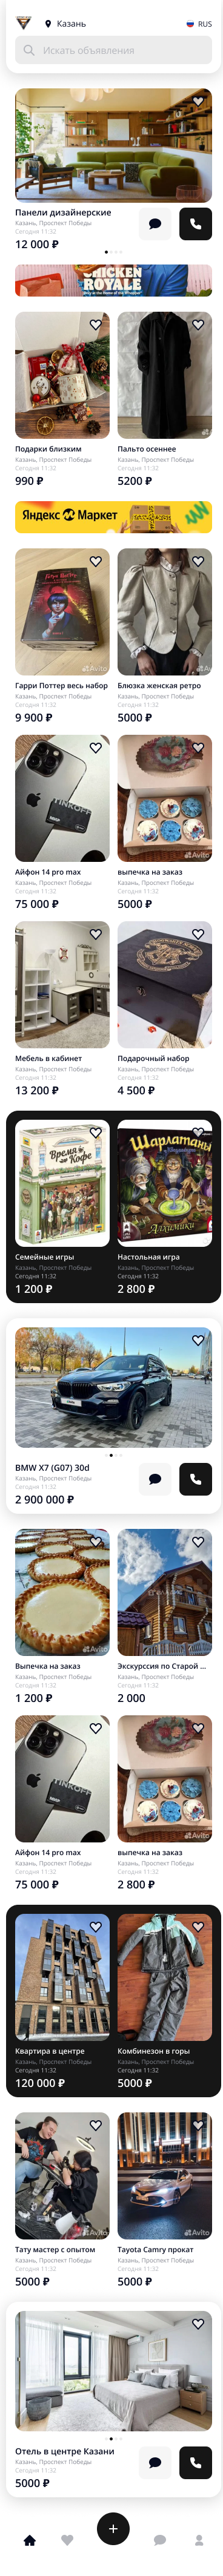 Казань
RUS
Искать объявления
Панели дизайнерские
Казань, Проспект Победы
Сегодня 11:32
12 000 ₽
CHICKEN
ROYALE
Подарки близким
Пальто осеннее
Казань, Проспект Победы
Казань, Проспект Победы
Сегодня 11:32
Сегодня 11:32
990 ₽
5200 ₽
Яндекс Маркет
Avito
Avito
Гарри Поттер весь набор
Блюзка женская ретро
Казань, Проспект Победы
Казань, Проспект Победы
Сегодня 11:32
Сегодня 11:32
9 900 ₽
5000 ₽
TINKOFF
Avito
Айфон 14 pro max
выпечка на заказ
Казань, Проспект Победы
Казань, Проспект Победы
Сегодня 11:32
Сегодня 11:32
75 000 ₽
5000 ₽
Avito
Мебель в кабинет
Подарочный набор
Казань, Проспект Победы
Казань, Проспект Победы
Сегодня 11:32
Сегодня 11:32
13 200 ₽
4 500 ₽
Время
Кофе
Шарлатаны
Алхимики
Семейные игры
Настольная игра
Казань, Проспект Победы
Казань, Проспект Победы
Сегодня 11:32
Сегодня 11:32
1 200 ₽
2 800 ₽
BMW X7 (G07) 30d
Казань, Проспект Победы
Сегодня 11:32
2 900 000 ₽
Avito
Выпечка на заказ
Экскурссия по Старой ...
Казань, Проспект Победы
Казань, Проспект Победы
Сегодня 11:32
Сегодня 11:32
1 200 ₽
2 000
TINKOFF
Avito
Айфон 14 pro max
выпечка на заказ
Казань, Проспект Победы
Казань, Проспект Победы
Сегодня 11:32
Сегодня 11:32
75 000 ₽
2 800 ₽
Квартира в центре
Комбинезон в горы
Казань, Проспект Победы
Казань, Проспект Победы
Сегодня 11:32
Сегодня 11:32
120 000 ₽
5000 ₽
Avito
Avito
Тату мастер с опытом
Tayota Camry прокат
Казань, Проспект Победы
Казань, Проспект Победы
Сегодня 11:32
Сегодня 11:32
5000 ₽
5000 ₽
Отель в центре Казани
Казань, Проспект Победы
Сегодня 11:32
5000 ₽